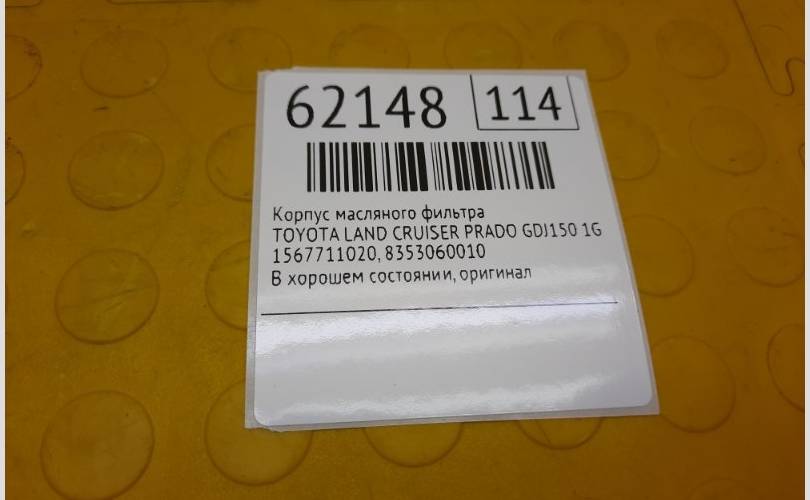 62148 114
Корпус масляного фильтра
TOYOTA LAND CRUISER PRADO GDJ150 1G
1567711020, 8353060010
В хорошем состоянии, оригинал